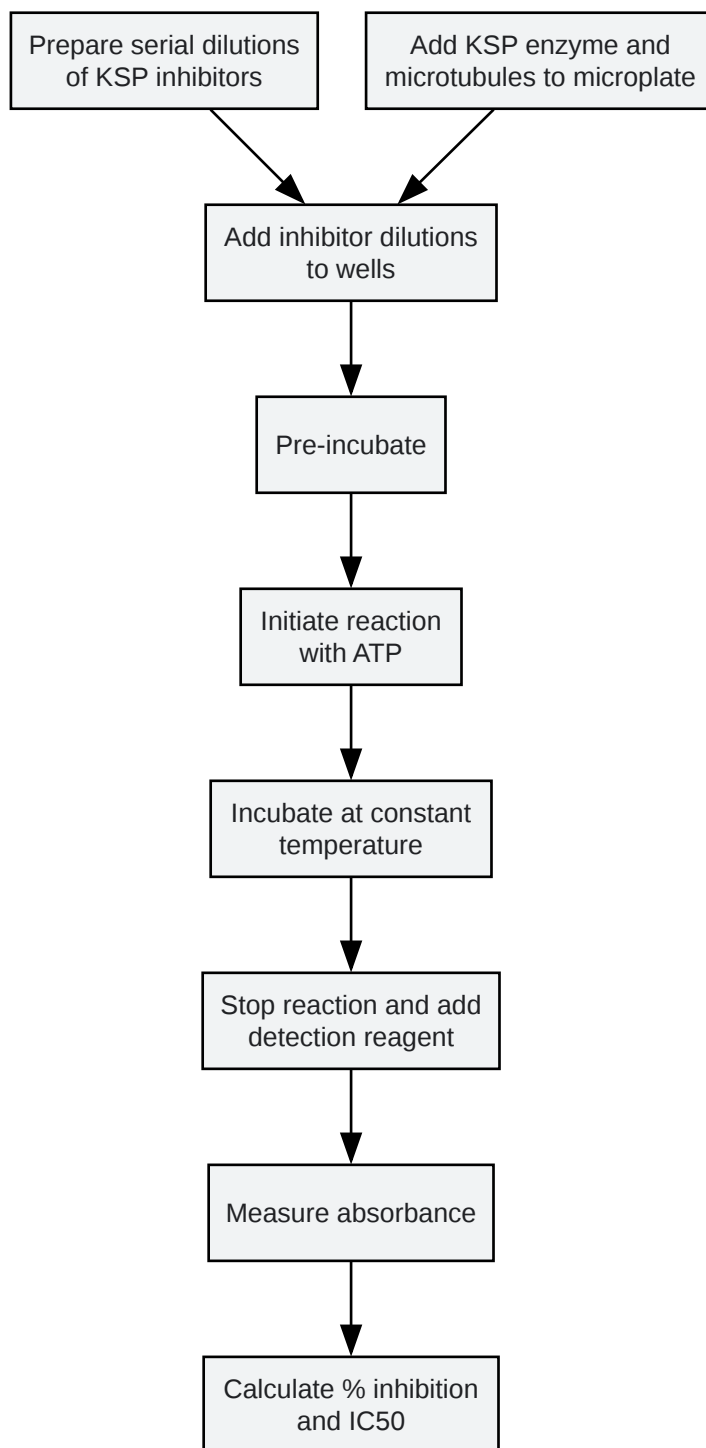 Prepare serial dilutions
of KSP inhibitors
Add KSP enzyme and
microtubules to microplate
Add inhibitor dilutions
to wells
Pre-incubate
Initiate reaction
with ATP
Incubate at constant
temperature
Stop reaction and add
detection reagent
Measure absorbance
Calculate % inhibition
and IC50